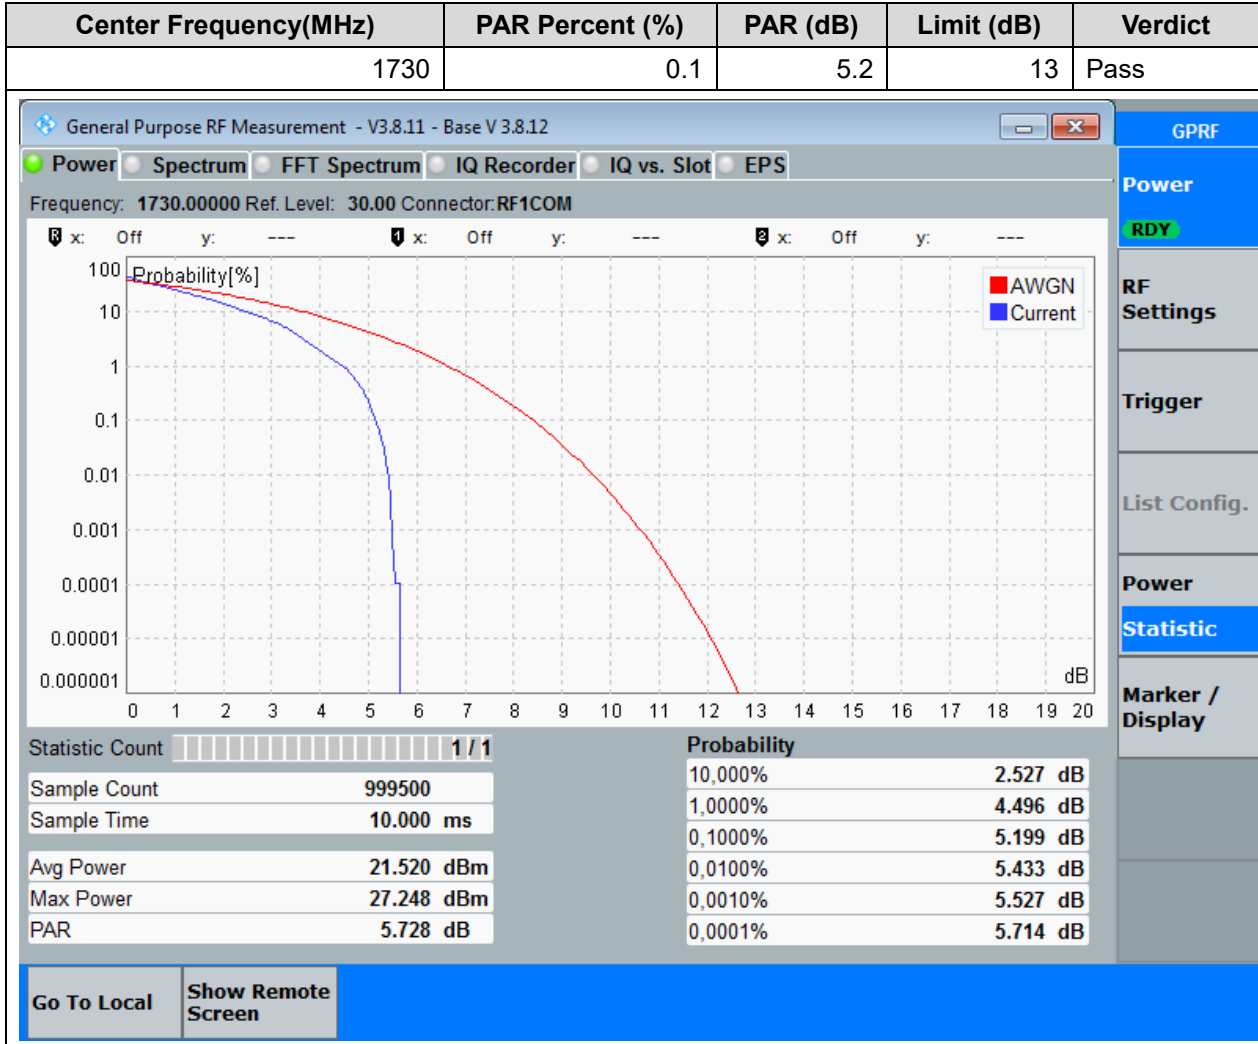 Center Frequency(MHz) PAR Percent (%) PAR (dB) Limit (dB) Verdict
1730 0.1 5.2 13 Pass
General Purpose RF Measurement - V3.8.11 - Base V 3.8.12
GPRF
Power Spectrum FFT Spectrum IQ Recorder IQ vs. Slot EPS
Frequency: 1730.00000 Ref. Level: 30.00 Connector: RF1COM
R x: Off y: --- 1 x: Off y: --- 2 x: Off y: ---
Probability[%]
AWGN
Current
100
10
1
0.1
0.01
0.001
0.0001
0.00001
0.000001
dB
0 1 2 3 4 5 6 7 8 9 10 11 12 13 14 15 16 17 18 19 20
Statistic Count 1 / 1
Sample Count 999500
Sample Time 10.000 ms
Avg Power 21.520 dBm
Max Power 27.248 dBm
PAR 5.728 dB
Probability
10,000% 2.527 dB
1,0000% 4.496 dB
0,1000% 5.199 dB
0,0100% 5.433 dB
0,0010% 5.527 dB
0,0001% 5.714 dB
Power
RDY
RF
Settings
Trigger
List Config.
Power
Statistic
Marker /
Display
Go To Local
Show Remote
Screen